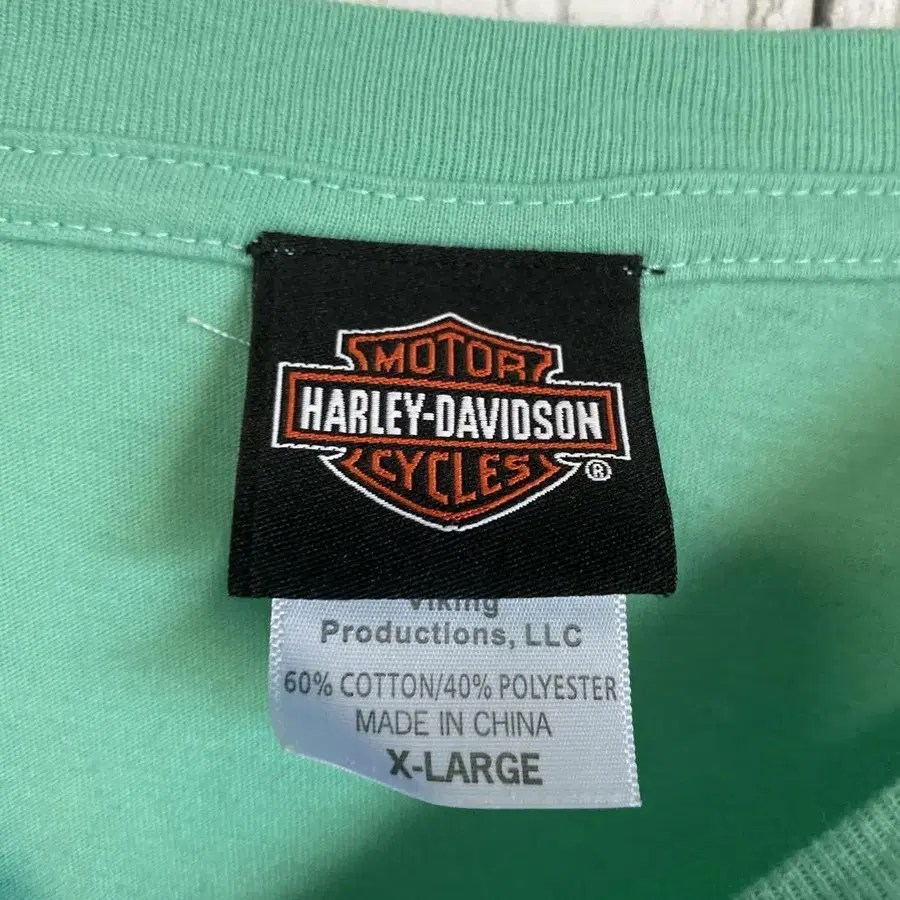 MOTOR
HARLEY-DAVIDSON
CYCLES
®
Viking
Productions, LLC
60% COTTON/40% POLYESTER
MADE IN CHINA
X-LARGE